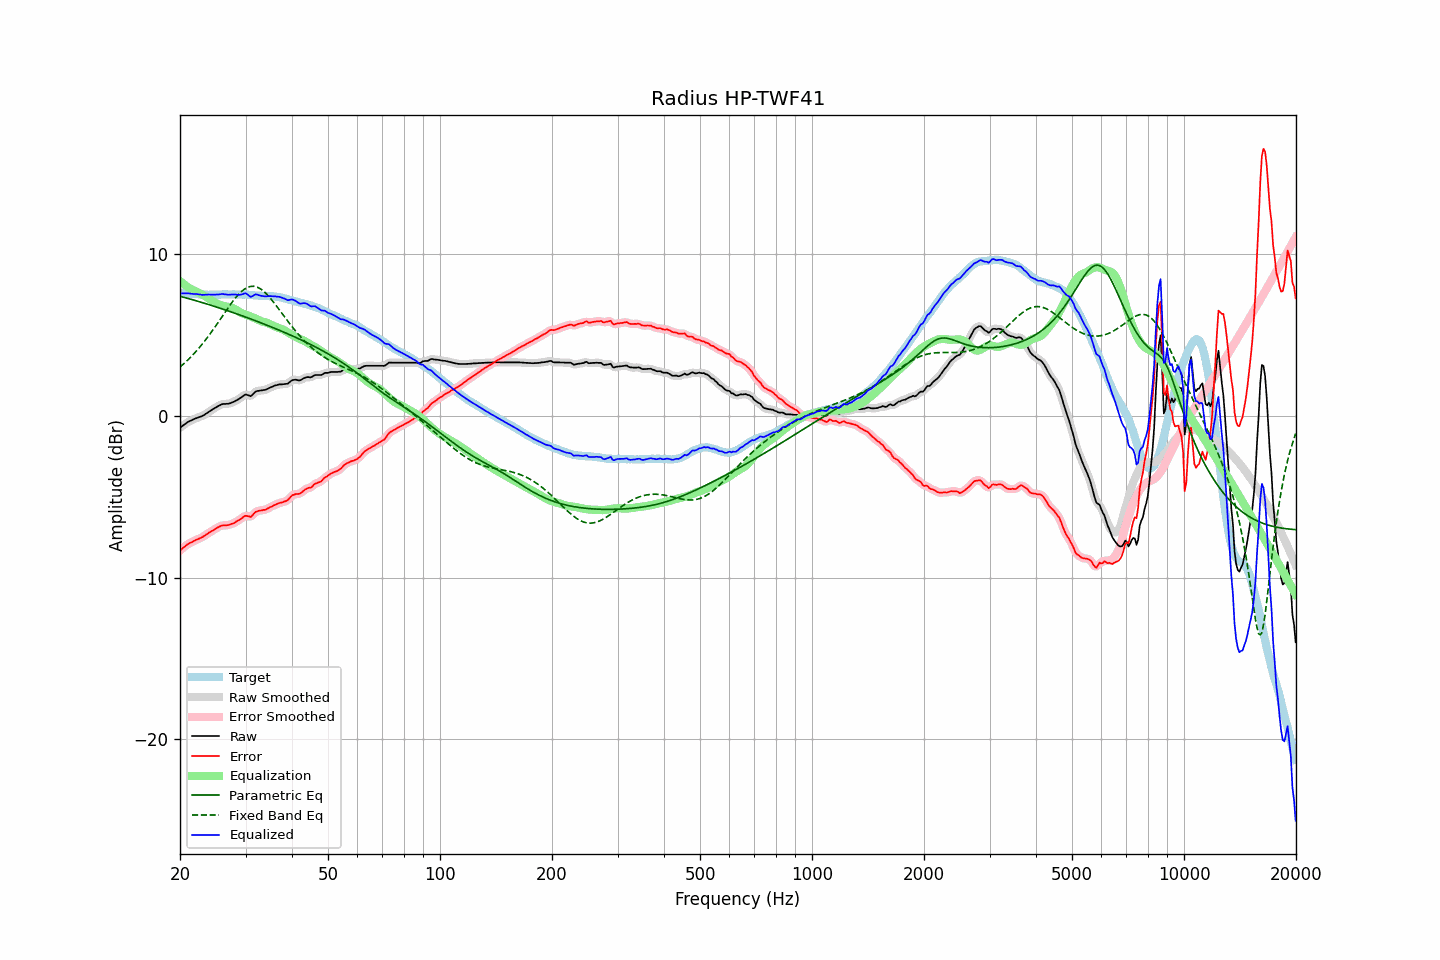 Radius HP-TWF41
Amplitude (dBr)
10
0
−10
−20
Target
Raw Smoothed
Error Smoothed
Raw
Error
Equalization
Parametric Eq
Fixed Band Eq
Equalized
20 50 100 200 500 1000 2000 5000 10000 20000
Frequency (Hz)